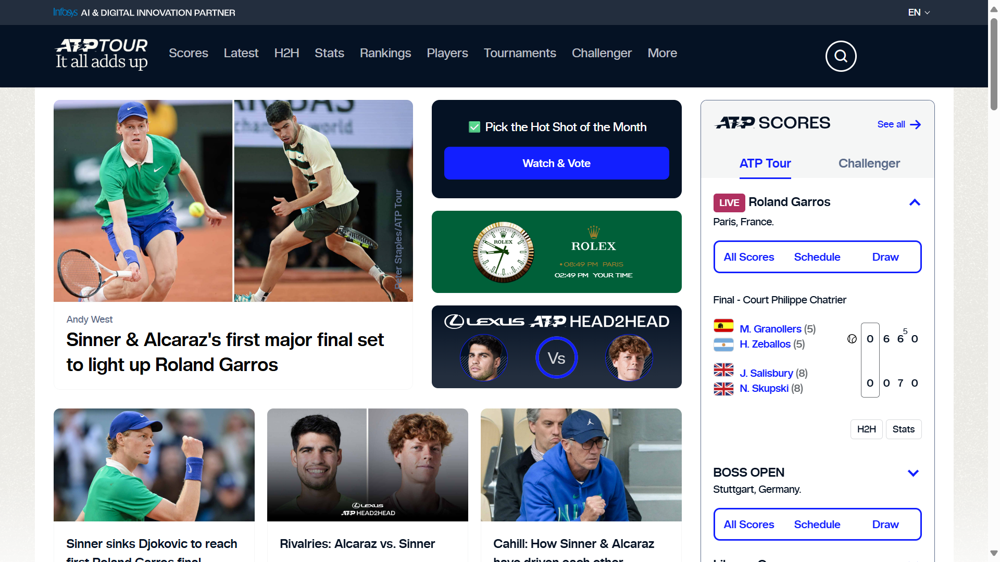 Infosys AI & DIGITAL INNOVATION PARTNER
EN
ATP TOUR
It all adds up
Scores Latest H2H Stats Rankings Players Tournaments Challenger More
Peter Staples/ATP Tour
Andy West
Sinner & Alcaraz's first major final set
to light up Roland Garros
Pick the Hot Shot of the Month
Watch & Vote
ROLEX
ROLEX
08:49 PM PARIS
02:49 PM YOUR TIME
LEXUS ATP HEAD2HEAD
Vs
Sinner sinks Djokovic to reach
first Roland Garros final
LEXUS
ATP HEAD2HEAD
Rivalries: Alcaraz vs. Sinner
Cahill: How Sinner & Alcaraz
have driven each other
ATP SCORES
See all
ATP Tour Challenger
LIVE Roland Garros
Paris, France.
All Scores Schedule Draw
Final - Court Philippe Chatrier
M. Granollers (5)
H. Zeballos (5)
0 6 6 5 0
J. Salisbury (8)
N. Skupski (8)
0 0 7 0
H2H Stats
BOSS OPEN
Stuttgart, Germany.
All Scores Schedule Draw